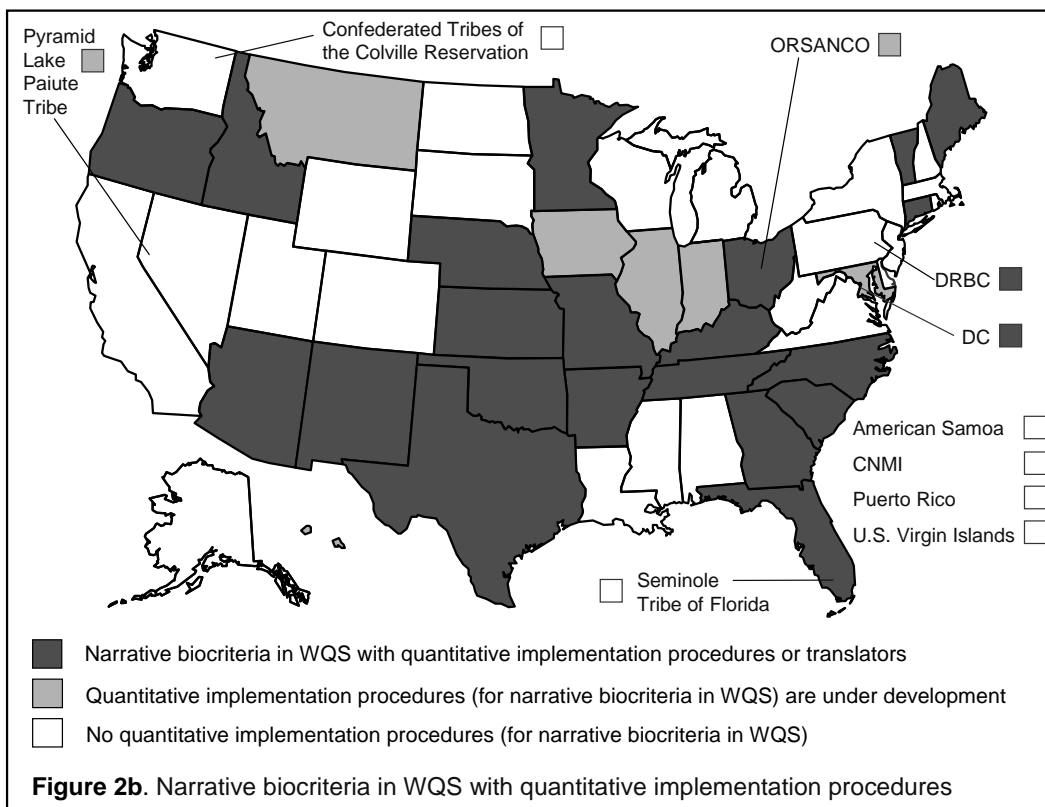 Pyramid
Lake
Paiute
Tribe
Confederated Tribes of
the Colville Reservation
ORSANCO
DRBC
DC
American Samoa
CNMI
Puerto Rico
U.S. Virgin Islands
Seminole
Tribe of Florida
Narrative biocriteria in WQS with quantitative implementation procedures or translators
Quantitative implementation procedures (for narrative biocriteria in WQS) are under development
No quantitative implementation procedures (for narrative biocriteria in WQS)
Figure 2b. Narrative biocriteria in WQS with quantitative implementation procedures